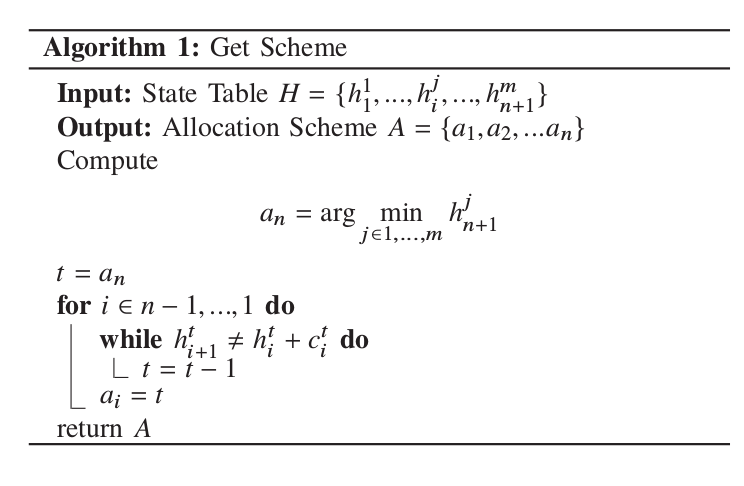 Algorithm 1: Get Scheme
Input: State Table $H = \{h_1^1, ..., h_i^j, ..., h_{n+1}^m\}$
Output: Allocation Scheme $A = \{a_1, a_2, ...a_n\}$
Compute
$a_n = \arg \min_{j \in 1,...,m} h_{n+1}^j$
$t = a_n$
for $i \in n - 1, ..., 1$ do
while $h_{i+1}^t \neq h_i^t + c_i^t$ do
$t = t - 1$
$a_i = t$
return $A$